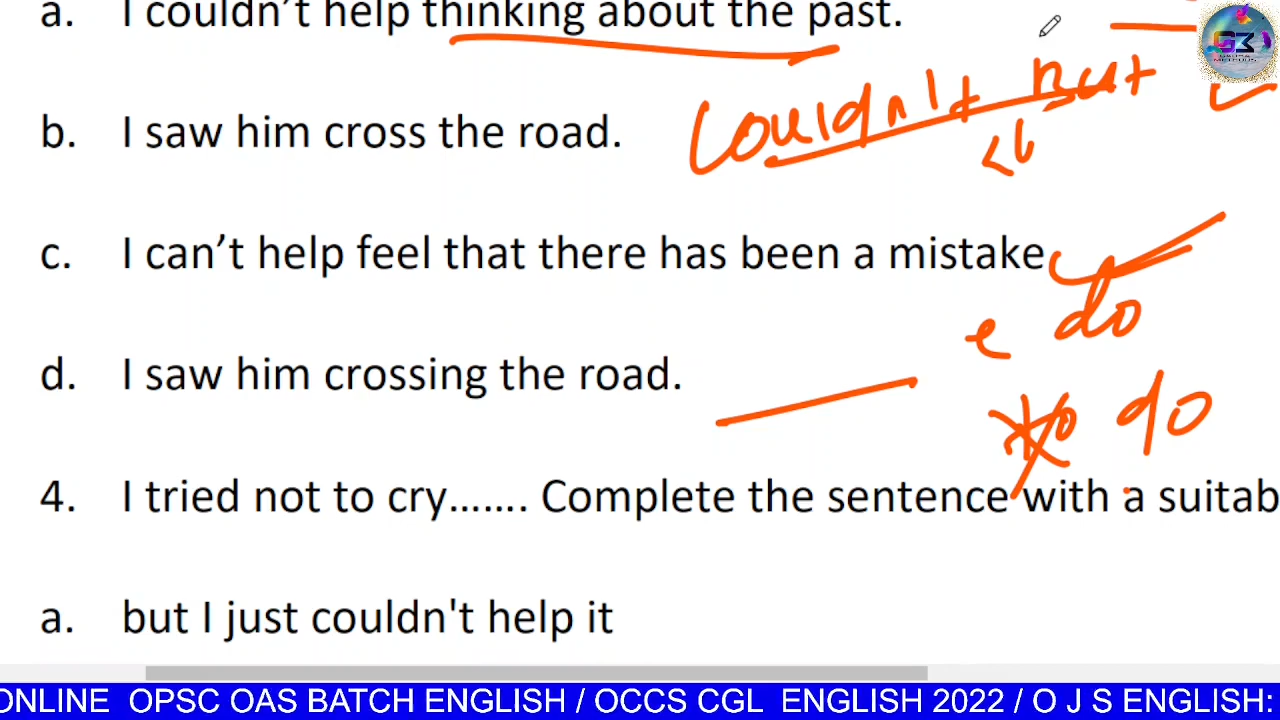 a. I couldn't help thinking about the past.
couldn't But
b. I saw him cross the road.
c. I can't help feel that there has been a mistake
do
d. I saw him crossing the road.
to do
4. I tried not to cry....... Complete the sentence with a suitab
a. but I just couldn't help it
ONLINE OPSC OAS BATCH ENGLISH / OCCS CGL ENGLISH 2022 / O J S ENGLISH: